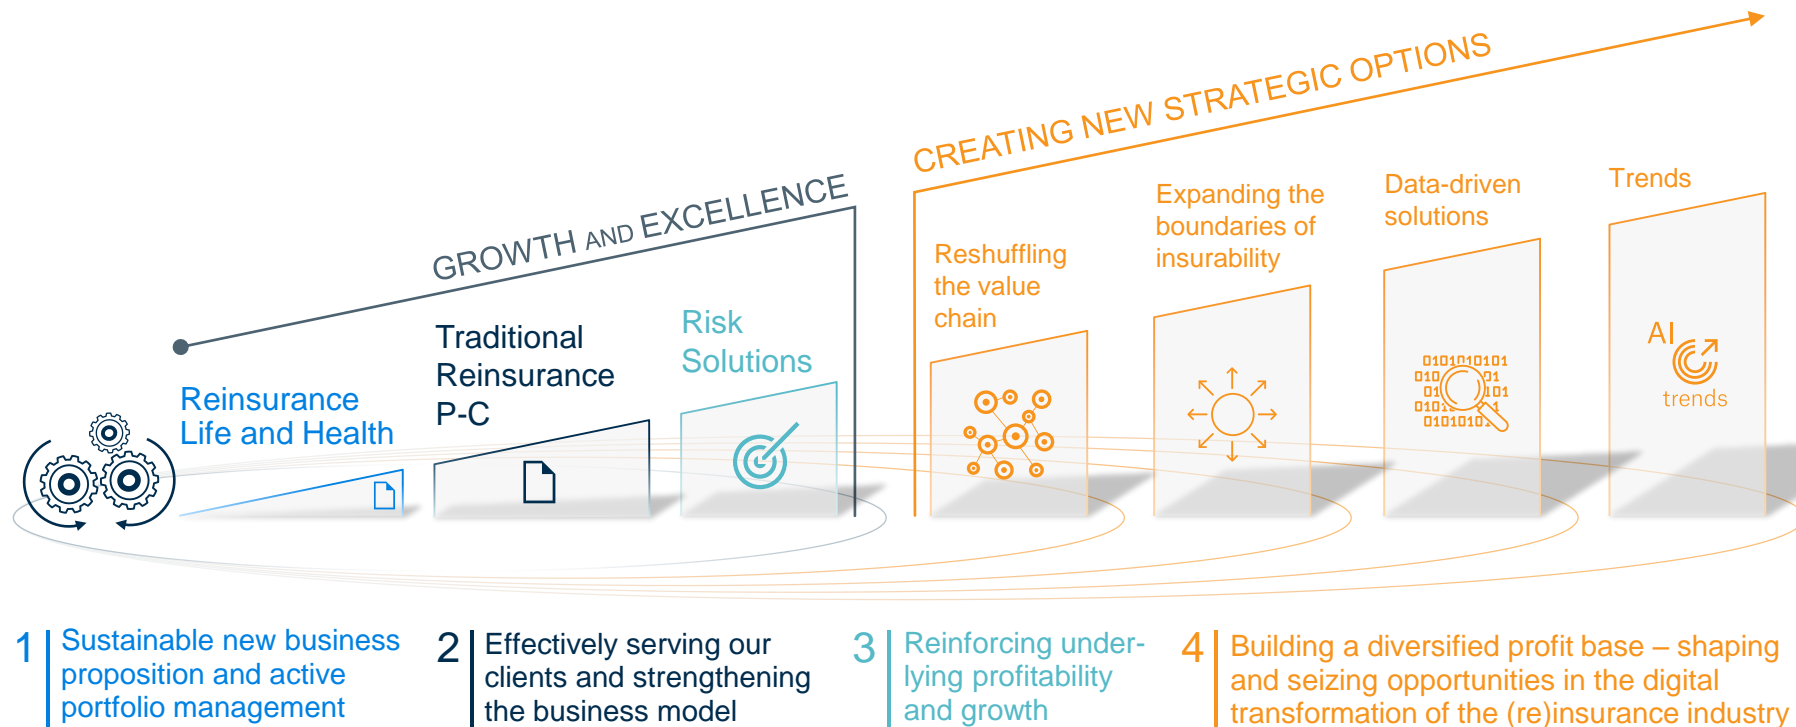 CREATING NEW STRATEGIC OPTIONS
GROWTH AND EXCELLENCE
Reinsurance
Life and Health
Traditional
Reinsurance
P-C
Risk
Solutions
Reshuffling
the value
chain
Expanding the
boundaries of
insurability
Data-driven
solutions
Trends
0101010101
AI
trends
1
Sustainable new business
proposition and active
portfolio management
2
Effectively serving our
clients and strengthening
the business model
3
Reinforcing under-
lying profitability
and growth
4
Building a diversified profit base – shaping
and seizing opportunities in the digital
transformation of the (re)insurance industry